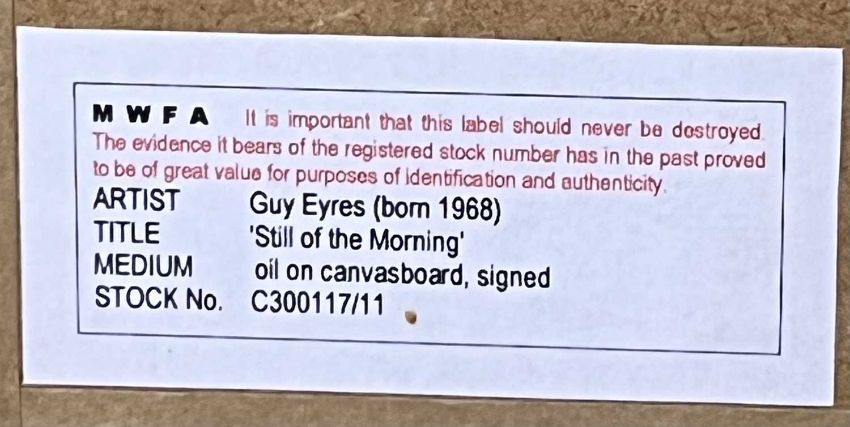 M W F A It is important that this label should never be destroyed.
The evidence it bears of the registered stock number has in the past proved
to be of great value for purposes of identification and authenticity.
ARTIST Guy Eyres (born 1968)
TITLE 'Still of the Morning'
MEDIUM oil on canvasboard, signed
STOCK No. C300117/11